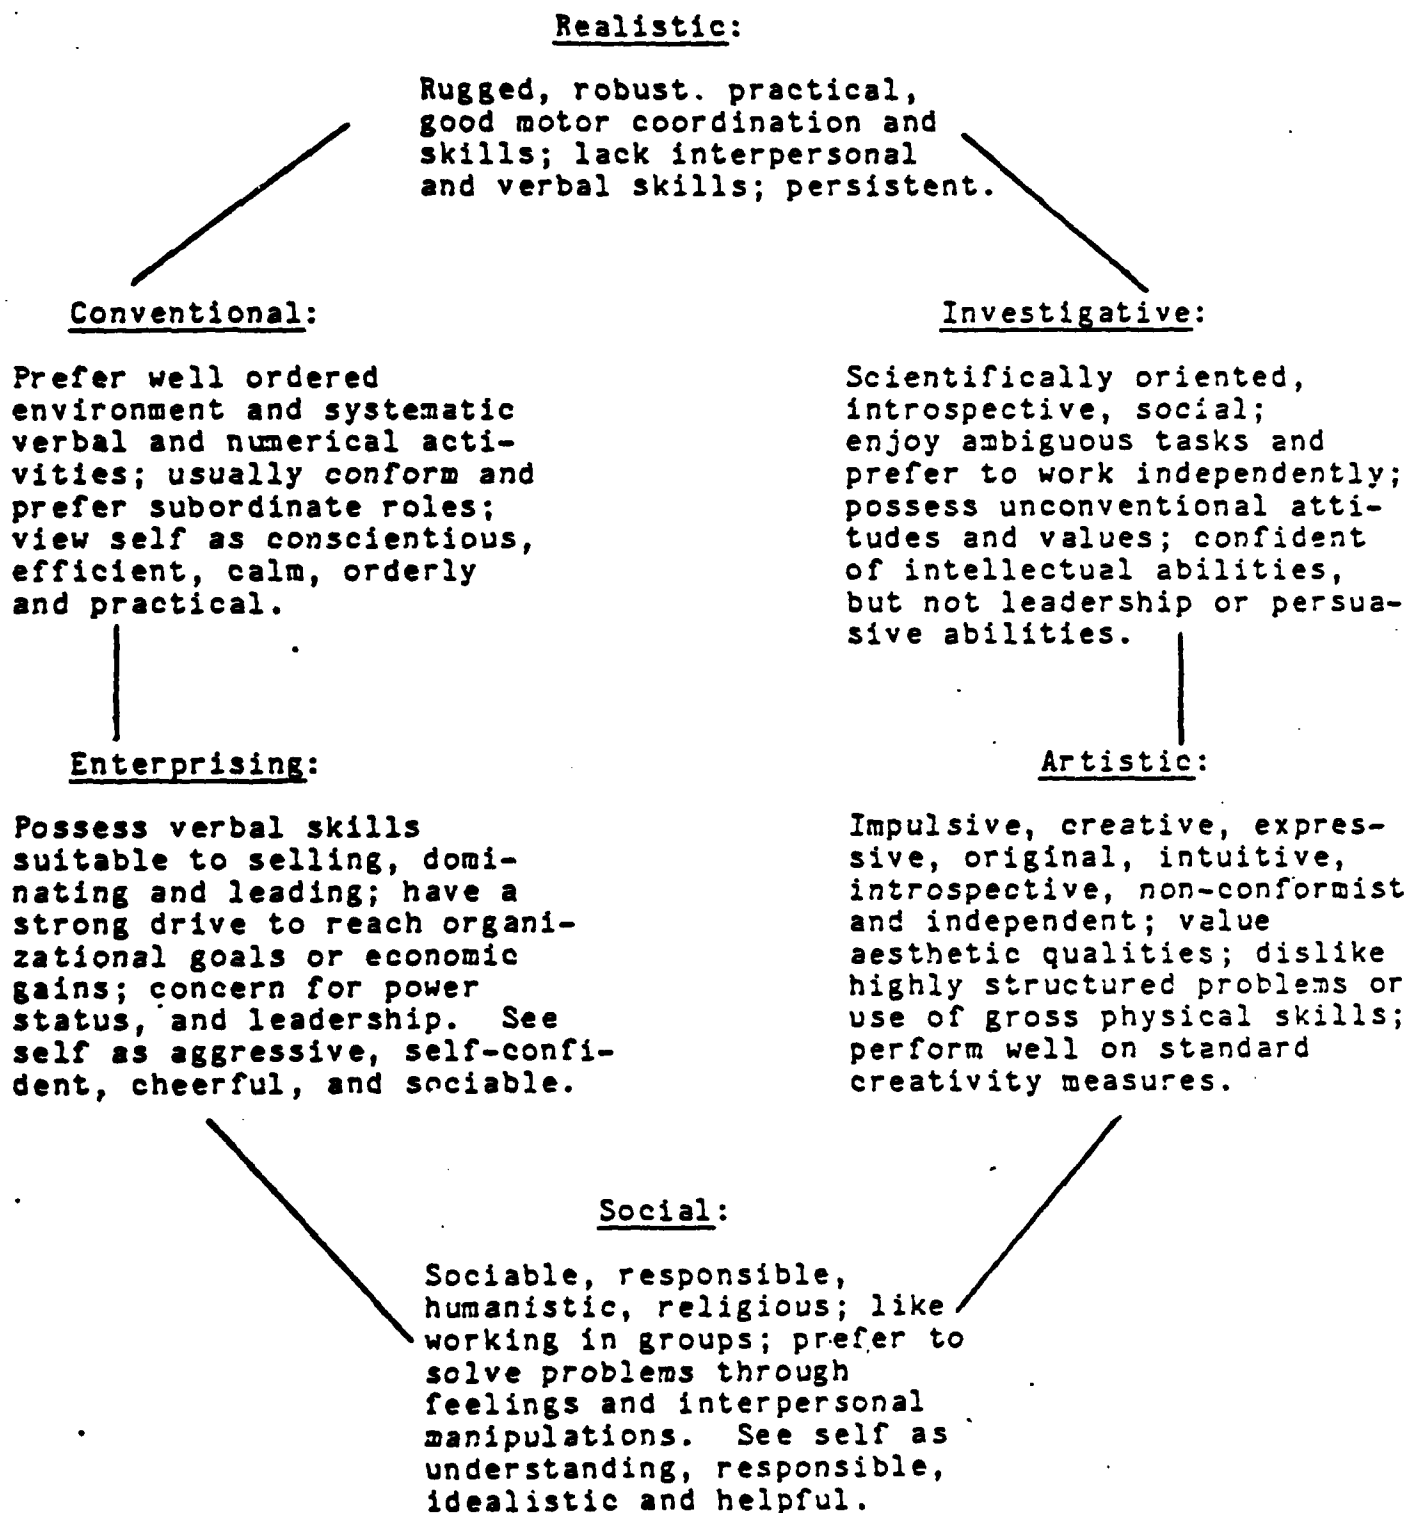 Realistic:
Rugged, robust. practical,
good motor coordination and
skills; lack interpersonal
and verbal skills; persistent.
Conventional:
Prefer well ordered
environment and systematic
verbal and numerical acti-
vities; usually conform and
prefer subordinate roles;
view self as conscientious,
efficient, calm, orderly
and practical.
Investigative:
Scientifically oriented,
introspective, social;
enjoy ambiguous tasks and
prefer to work independently;
possess unconventional atti-
tudes and values; confident
of intellectual abilities,
but not leadership or persua-
sive abilities.
Enterprising:
Possess verbal skills
suitable to selling, domi-
nating and leading; have a
strong drive to reach organi-
zational goals or economic
gains; concern for power
status, and leadership. See
self as aggressive, self-confi-
dent, cheerful, and sociable.
Artistic:
Impulsive, creative, expres-
sive, original, intuitive,
introspective, non-conformist
and independent; value
aesthetic qualities; dislike
highly structured problems or
use of gross physical skills;
perform well on standard
creativity measures.
Social:
Sociable, responsible,
humanistic, religious; like
working in groups; prefer to
solve problems through
feelings and interpersonal
manipulations. See self as
understanding, responsible,
idealistic and helpful.